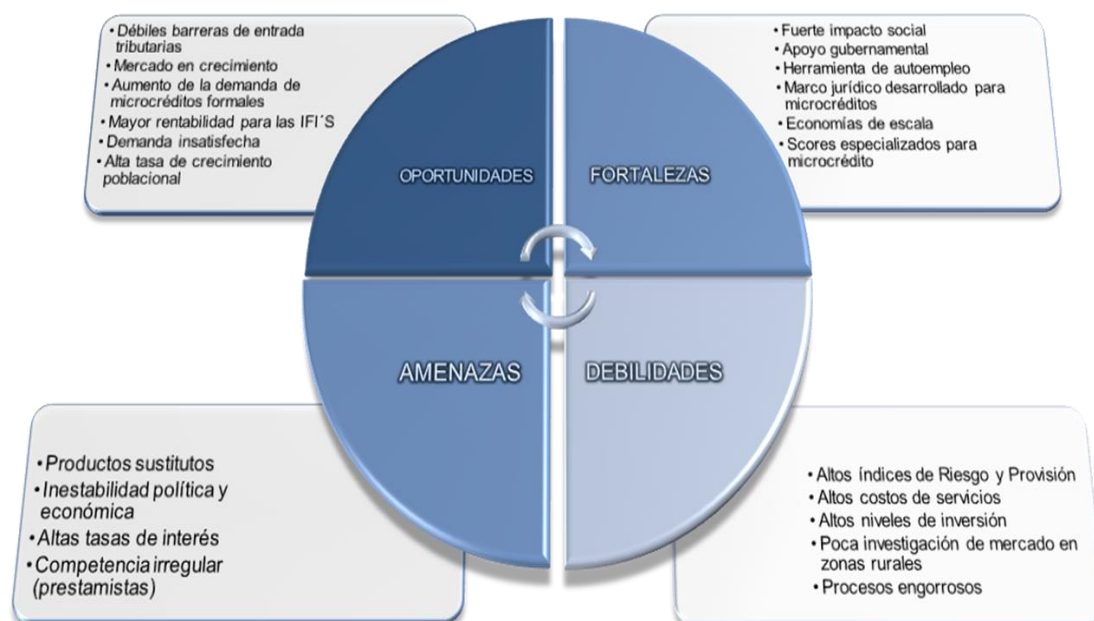 • Débiles barreras de entrada
tributarias
• Mercado en crecimiento
• Aumento de la demanda de
microcréditos formales
• Mayor rentabilidad para las IFI´S
• Demanda insatisfecha
• Alta tasa de crecimiento
poblacional
OPORTUNIDADES
• Fuerte impacto social
• Apoyo gubernamental
• Herramienta de autoempleo
• Marco jurídico desarrollado para
microcréditos
• Economías de escala
• Scores especializados para
microcrédito
FORTALEZAS
AMENAZAS
• Productos sustitutos
• Inestabilidad política y
económica
• Altas tasas de interés
• Competencia irregular
(prestamistas)
DEBILIDADES
• Altos índices de Riesgo y Provisión
• Altos costos de servicios
• Altos niveles de inversión
• Poca investigación de mercado en
zonas rurales
• Procesos engorrosos